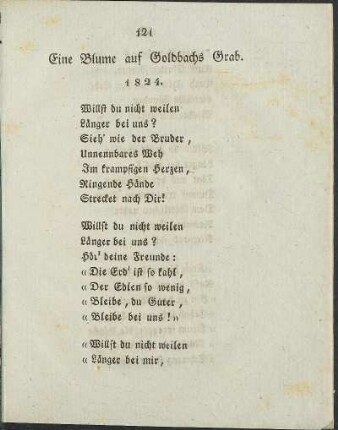 121
Eine Blume auf Goldbachs Grab.
1824.
Willst du nicht weilen
Länger bei uns?
Sieh' wie der Bruder,
Unnennbares Weh
Im krampfigen Herzen,
Ringende Hände
Strecket nach Dir!
Willst du nicht weilen
Länger bei uns?
Hör' deine Freunde:
« Die Erd' ist so kahl,
« Der Edlen so wenig,
« Bleibe, du Guter,
« Bleibe bei uns!»
«Willst du nicht weilen
« Länger bei mir,